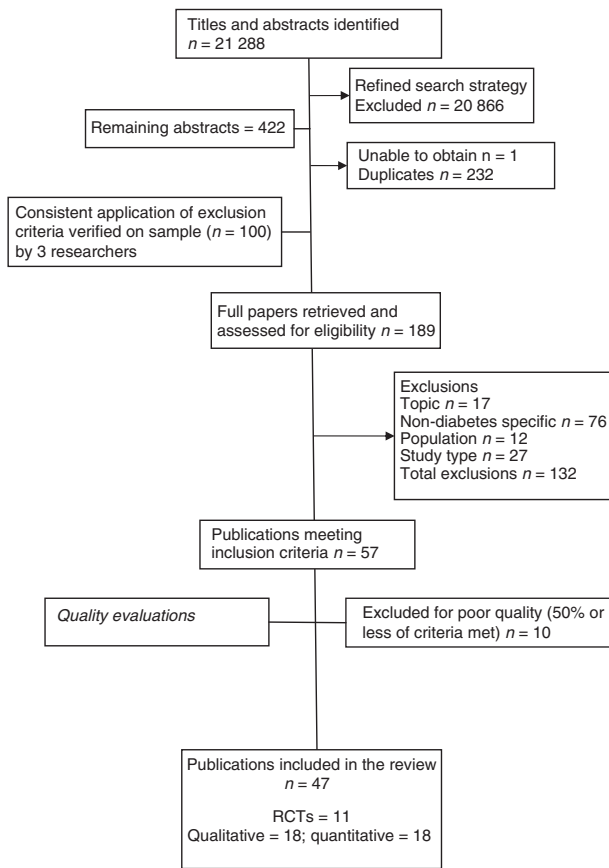 Titles and abstracts identified
n = 21 288
Refined search strategy
Excluded n = 20 866
Remaining abstracts = 422
Unable to obtain n = 1
Duplicates n = 232
Consistent application of exclusion
criteria verified on sample (n = 100)
by 3 researchers
Full papers retrieved and
assessed for eligibility n = 189
Exclusions
Topic n = 17
Non-diabetes specific n = 76
Population n = 12
Study type n = 27
Total exclusions n = 132
Publications meeting
inclusion criteria n = 57
Quality evaluations
Excluded for poor quality (50% or
less of criteria met) n = 10
Publications included in the review
n = 47
RCTs = 11
Qualitative = 18; quantitative = 18